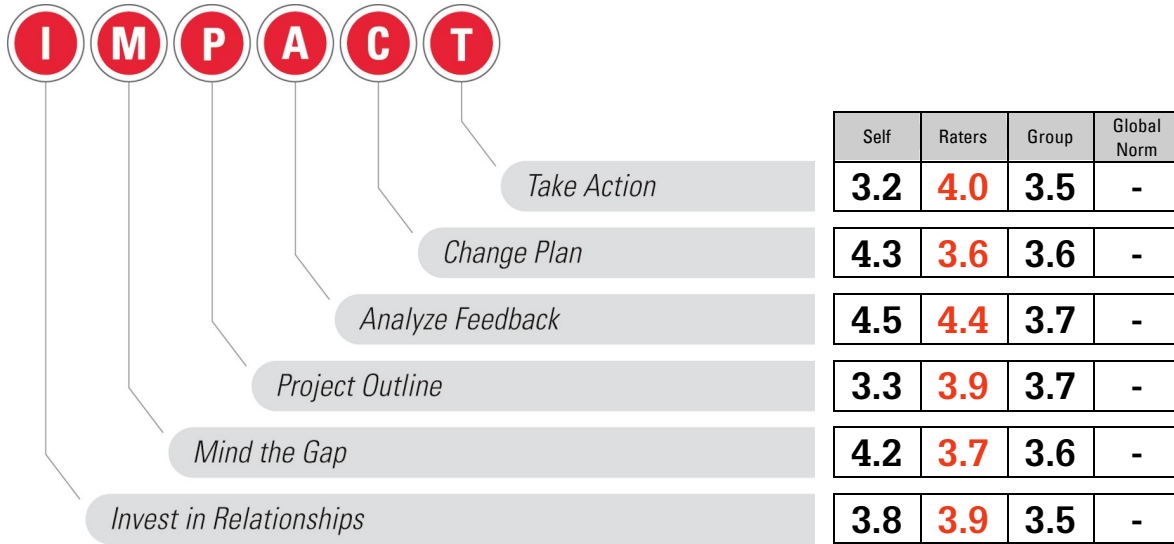 I M P A C T
Self Raters Group Global Norm
Take Action 3.2 4.0 3.5 -
Change Plan 4.3 3.6 3.6 -
Analyze Feedback 4.5 4.4 3.7 -
Project Outline 3.3 3.9 3.7 -
Mind the Gap 4.2 3.7 3.6 -
Invest in Relationships 3.8 3.9 3.5 -